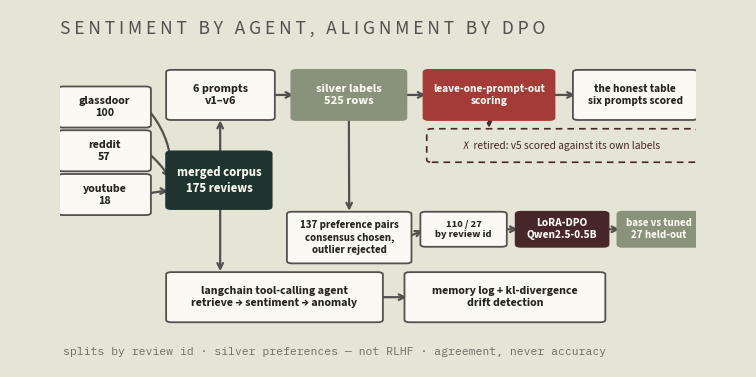 SENTIMENT BY AGENT, ALIGNMENT BY DPO
glassdoor
100
reddit
57
youtube
18
6 prompts
v1–v6
silver labels
525 rows
leave-one-prompt-out
scoring
the honest table
six prompts scored
✗ retired: v5 scored against its own labels
merged corpus
175 reviews
137 preference pairs
consensus chosen,
outlier rejected
110 / 27
by review id
LoRA-DPO
Qwen2.5-0.5B
base vs tuned
27 held-out
langchain tool-calling agent
retrieve → sentiment → anomaly
memory log + kl-divergence
drift detection
splits by review id · silver preferences — not RLHF · agreement, never accuracy